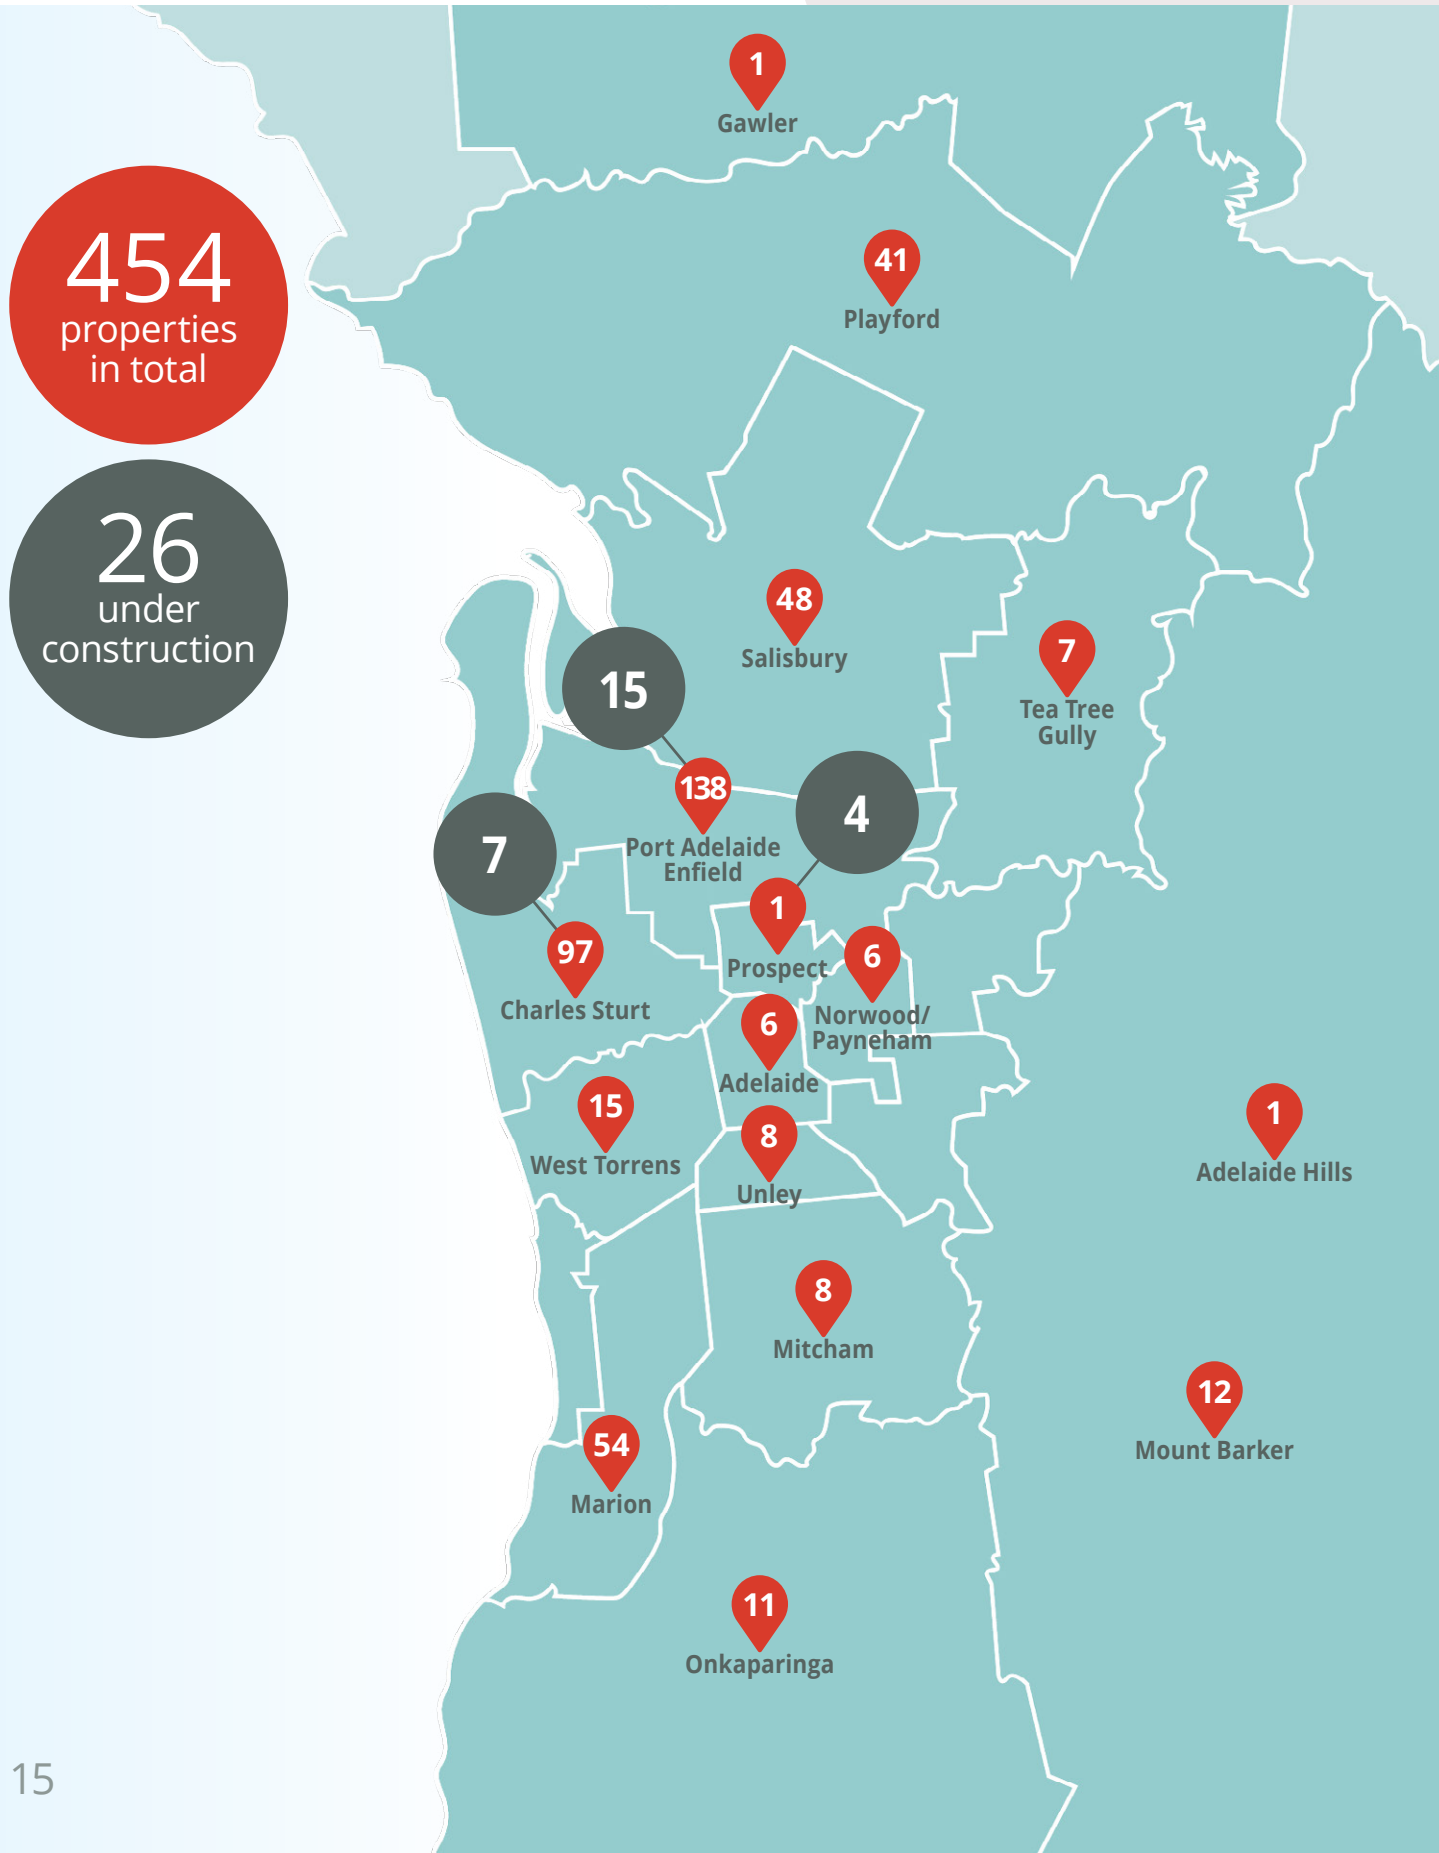 1
Gawler
454
properties
in total
41
Playford
26
under
construction
48
Salisbury
7
Tea Tree
Gully
15
138
Port Adelaide
Enfield
4
7
1
Prospect
97
Charles Sturt
6
Norwood/
Payneham
6
Adelaide
15
West Torrens
8
Unley
1
Adelaide Hills
8
Mitcham
12
Mount Barker
54
Marion
11
Onkaparinga
15